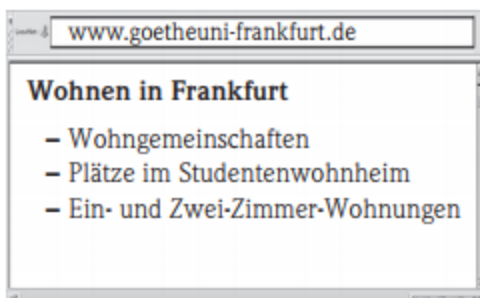 www.goetheuni-frankfurt.de
Wohnen in Frankfurt
– Wohngemeinschaften
– Plätze im Studentenwohnheim
– Ein- und Zwei-Zimmer-Wohnungen